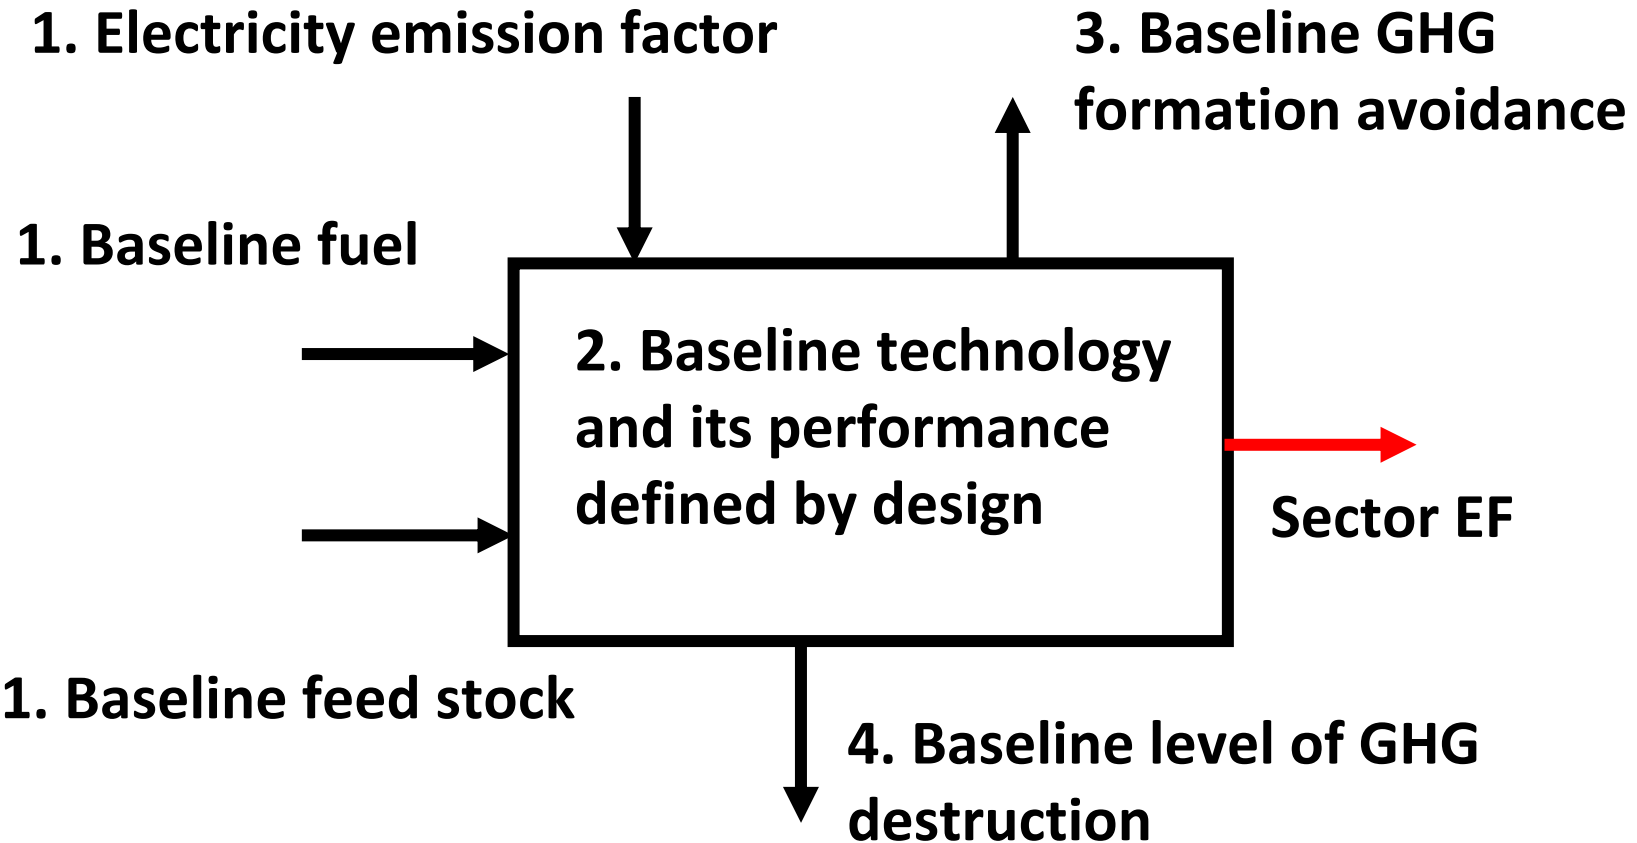 1. Electricity emission factor
3. Baseline GHG
formation avoidance
1. Baseline fuel
2. Baseline technology
and its performance
defined by design
Sector EF
1. Baseline feed stock
4. Baseline level of GHG
destruction